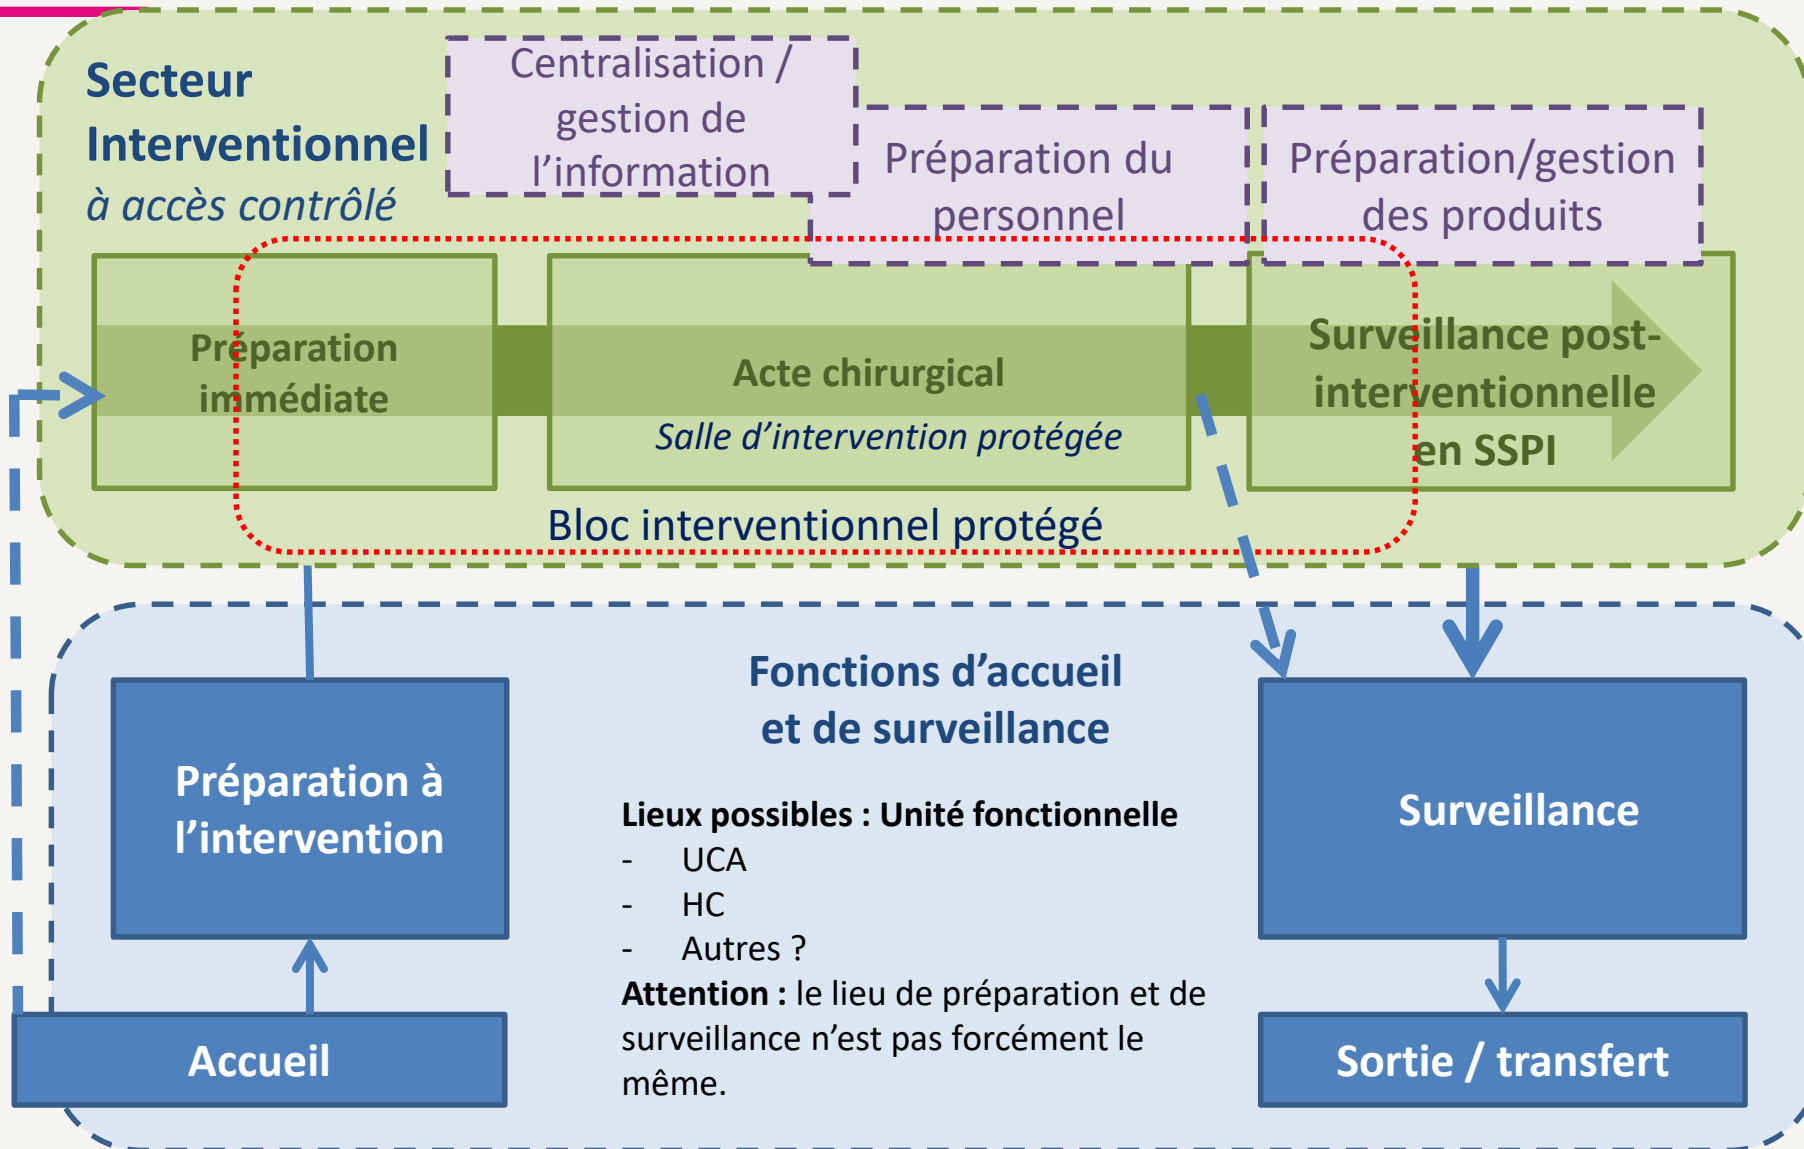 Secteur
Interventionnel
à accès contrôlé
Centralisation /
gestion de
l’information
Préparation du
personnel
Préparation/gestion
des produits
Préparation
immédiate
Acte chirurgical
Salle d’intervention protégée
Surveillance post-
interventionnelle
en SSPI
Bloc interventionnel protégé
Fonctions d’accueil
et de surveillance
Préparation à
l’intervention
Accueil
Lieux possibles : Unité fonctionnelle
- UCA
- HC
- Autres ?
Attention : le lieu de préparation et de
surveillance n’est pas forcément le
même.
Surveillance
Sortie / transfert